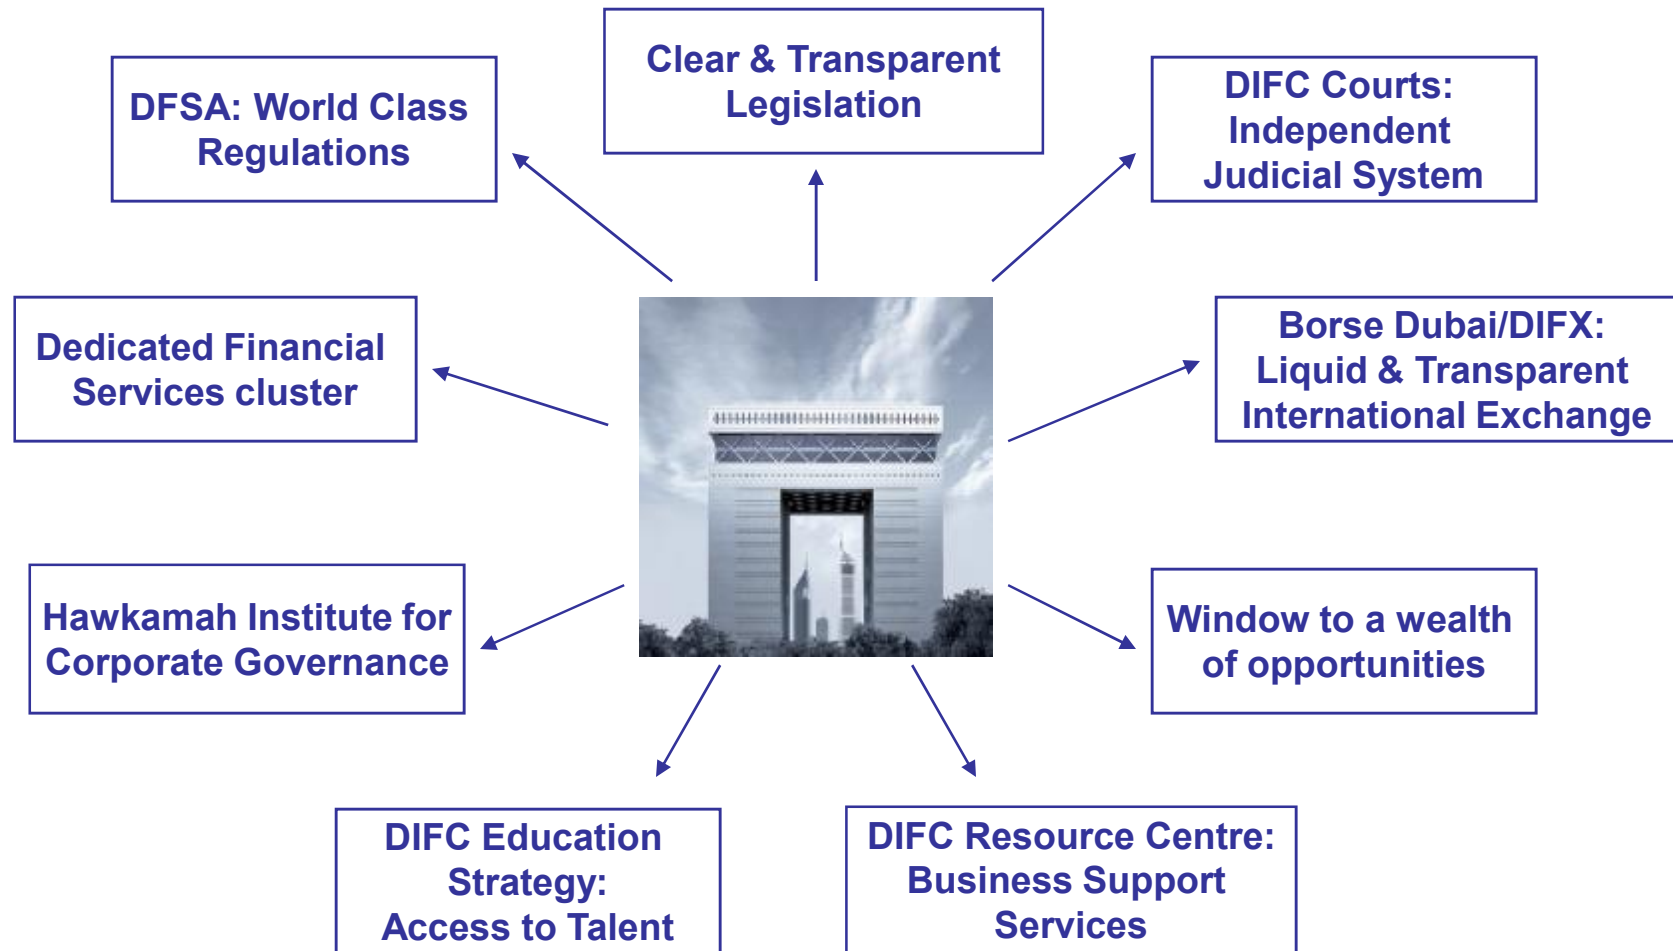 Clear & Transparent
Legislation
DFSA: World Class
Regulations
DIFC Courts:
Independent
Judicial System
Dedicated Financial
Services cluster
Borse Dubai/DIFX:
Liquid & Transparent
International Exchange
Hawkamah Institute for
Corporate Governance
Window to a wealth
of opportunities
DIFC Education
Strategy:
Access to Talent
DIFC Resource Centre:
Business Support
Services